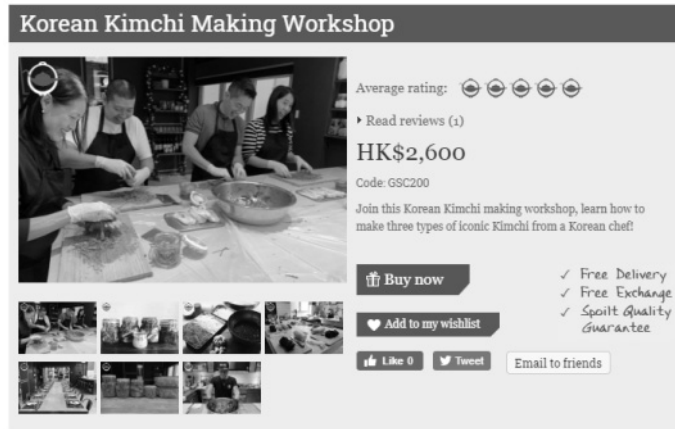 Korean Kimchi Making Workshop
Average rating:
Read reviews (1)
HK$2,600
Code: GSC200
Join this Korean Kimchi making workshop, learn how to
make three types of iconic Kimchi from a Korean chef!
Buy now
Add to my wishlist
Like 0
Tweet
Email to friends
✓ Free Delivery
✓ Free Exchange
✓ Spoilt Quality
Guarantee